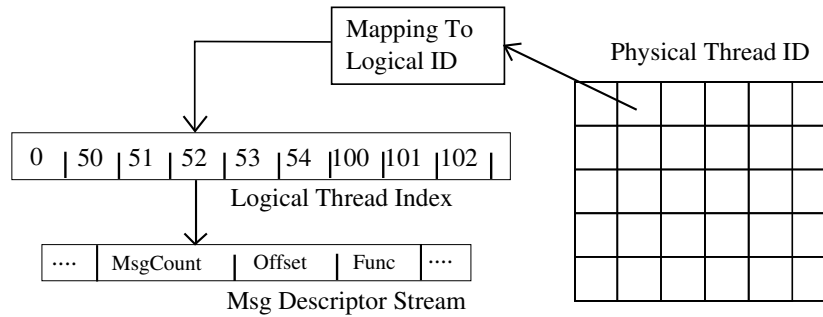 Mapping To
Logical ID
Physical Thread ID
0 50 51 52 53 54 100 101 102
Logical Thread Index
.... MsgCount Offset Func ....
Msg Descriptor Stream